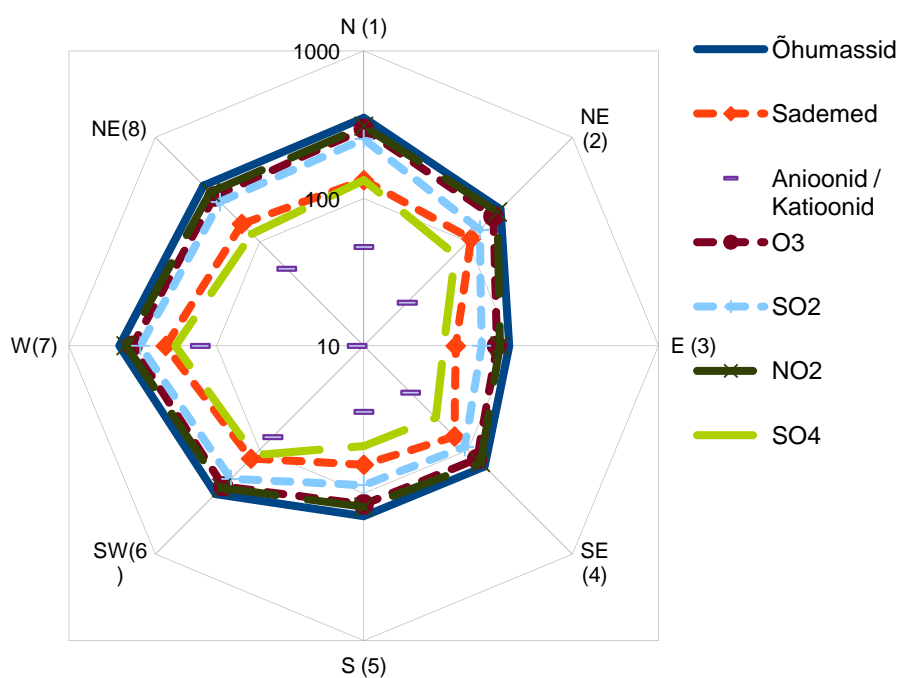 N (1)
1000
Õhumassid
NE
(2)
NE(8)
Sademed
Anioonid /
Katioonid
100
O3
SO2
W(7)
10
E (3)
NO2
SO4
SW(6
)
SE
(4)
S (5)